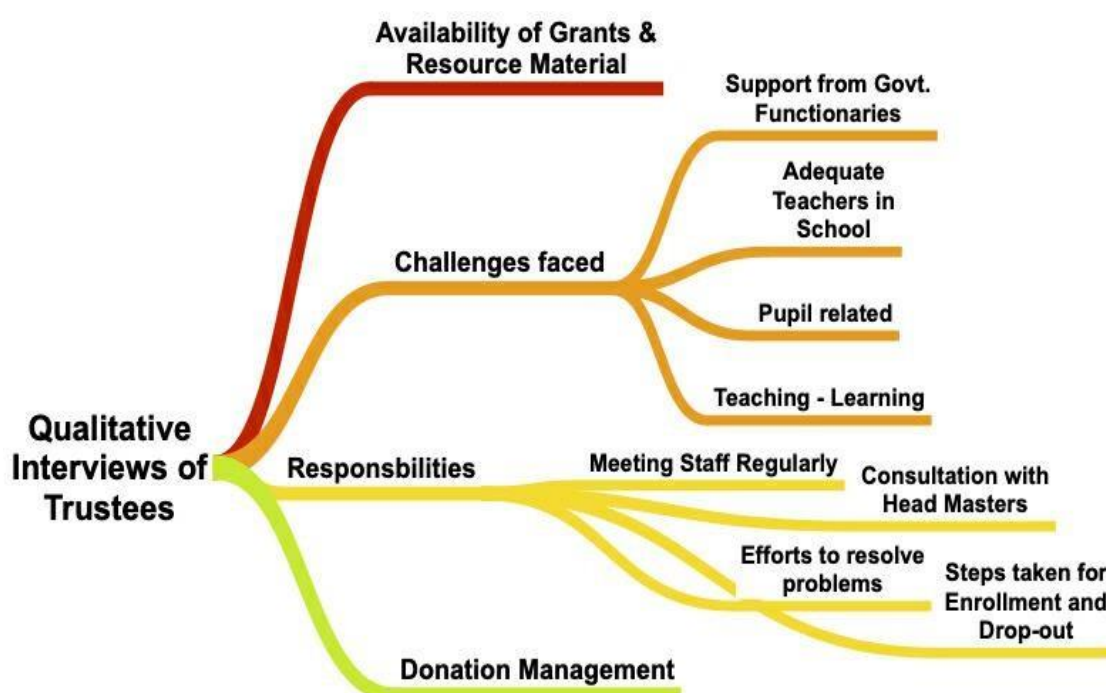 Availability of Grants &
Resource Material
Support from Govt.
Functionaries
Adequate
Teachers in
School
Challenges faced
Pupil related
Teaching - Learning
Qualitative
Interviews of
Trustees
Responsbilities
Meeting Staff Regularly
Consultation with
Head Masters
Efforts to resolve
problems
Steps taken for
Enrollment and
Drop-out
Donation Management